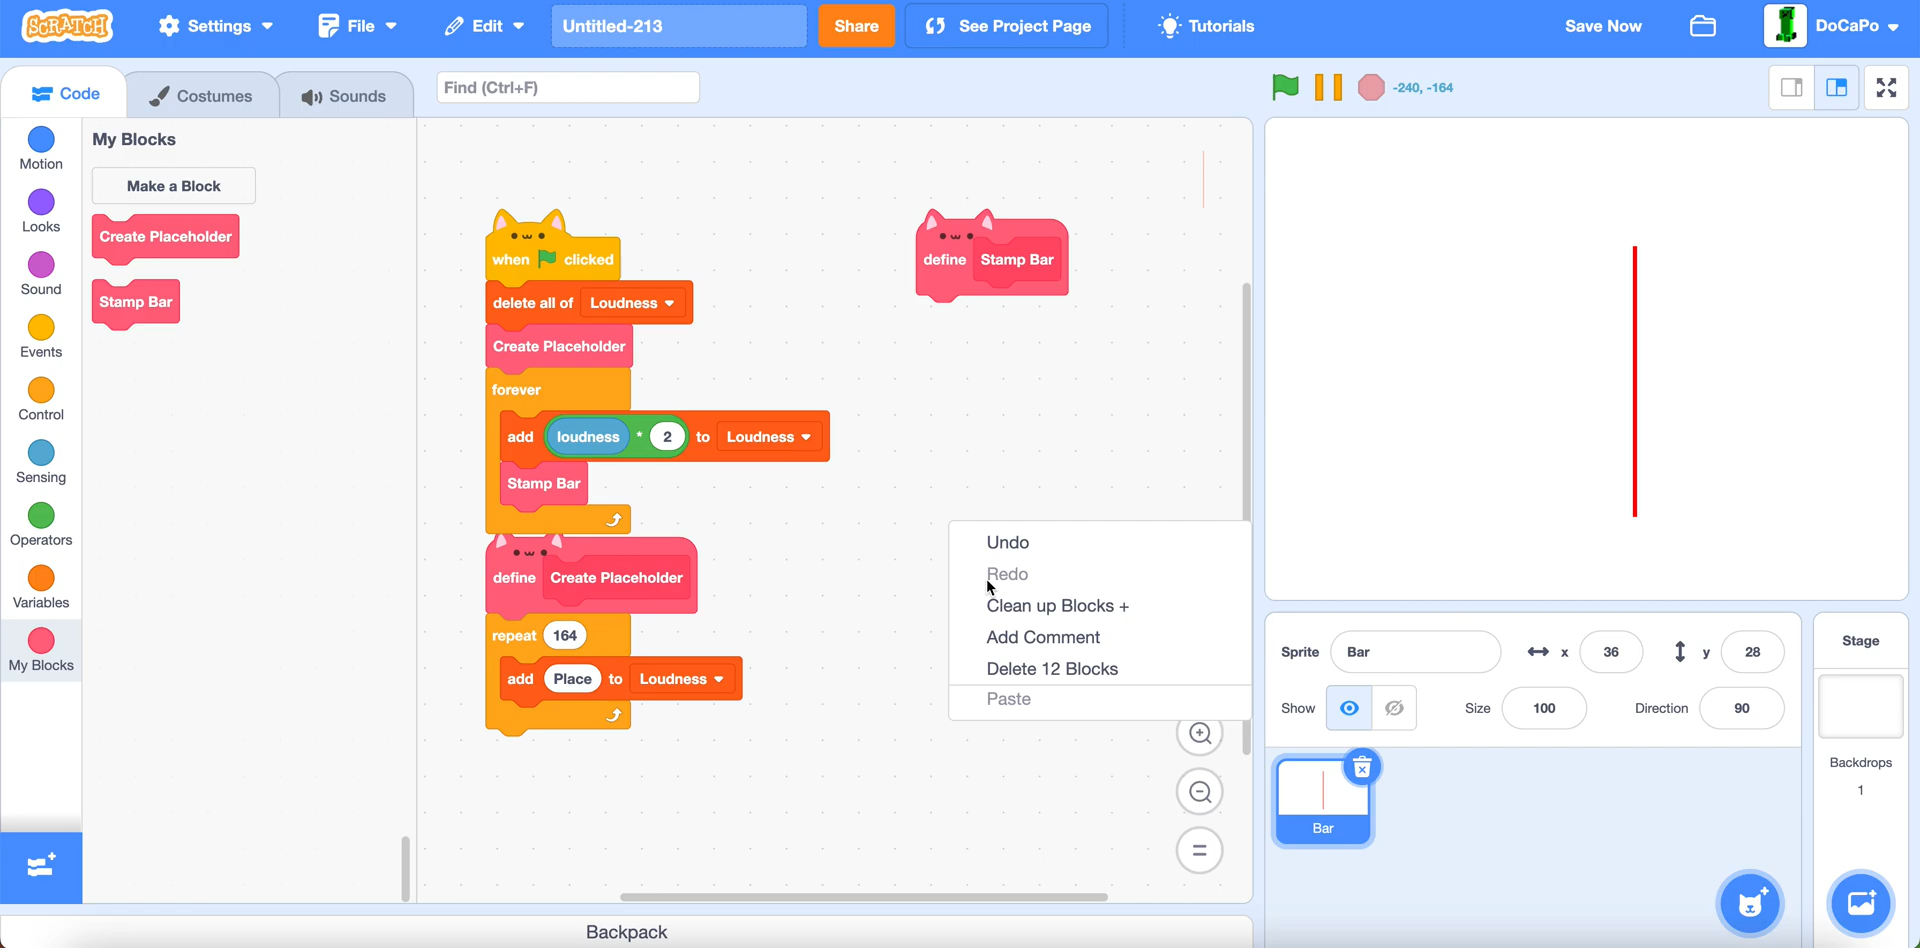 SCRATCH Settings File Edit Untitled-213 Share See Project Page Tutorials Save Now DoCaPo
Code Costumes Sounds Find (Ctrl+F) -240, -164
Motion
Looks
Sound
Events
Control
Sensing
Operators
Variables
My Blocks
My Blocks
Make a Block
Create Placeholder
Stamp Bar
when clicked
delete all of Loudness
Create Placeholder
forever
add loudness * 2 to Loudness
Stamp Bar
define Create Placeholder
repeat 164
add Place to Loudness
define Stamp Bar
Undo
Redo
Clean up Blocks +
Add Comment
Delete 12 Blocks
Paste
=
Backpack
Sprite Bar x 36 y 28
Show Size 100 Direction 90
Bar
Stage
Backdrops
1